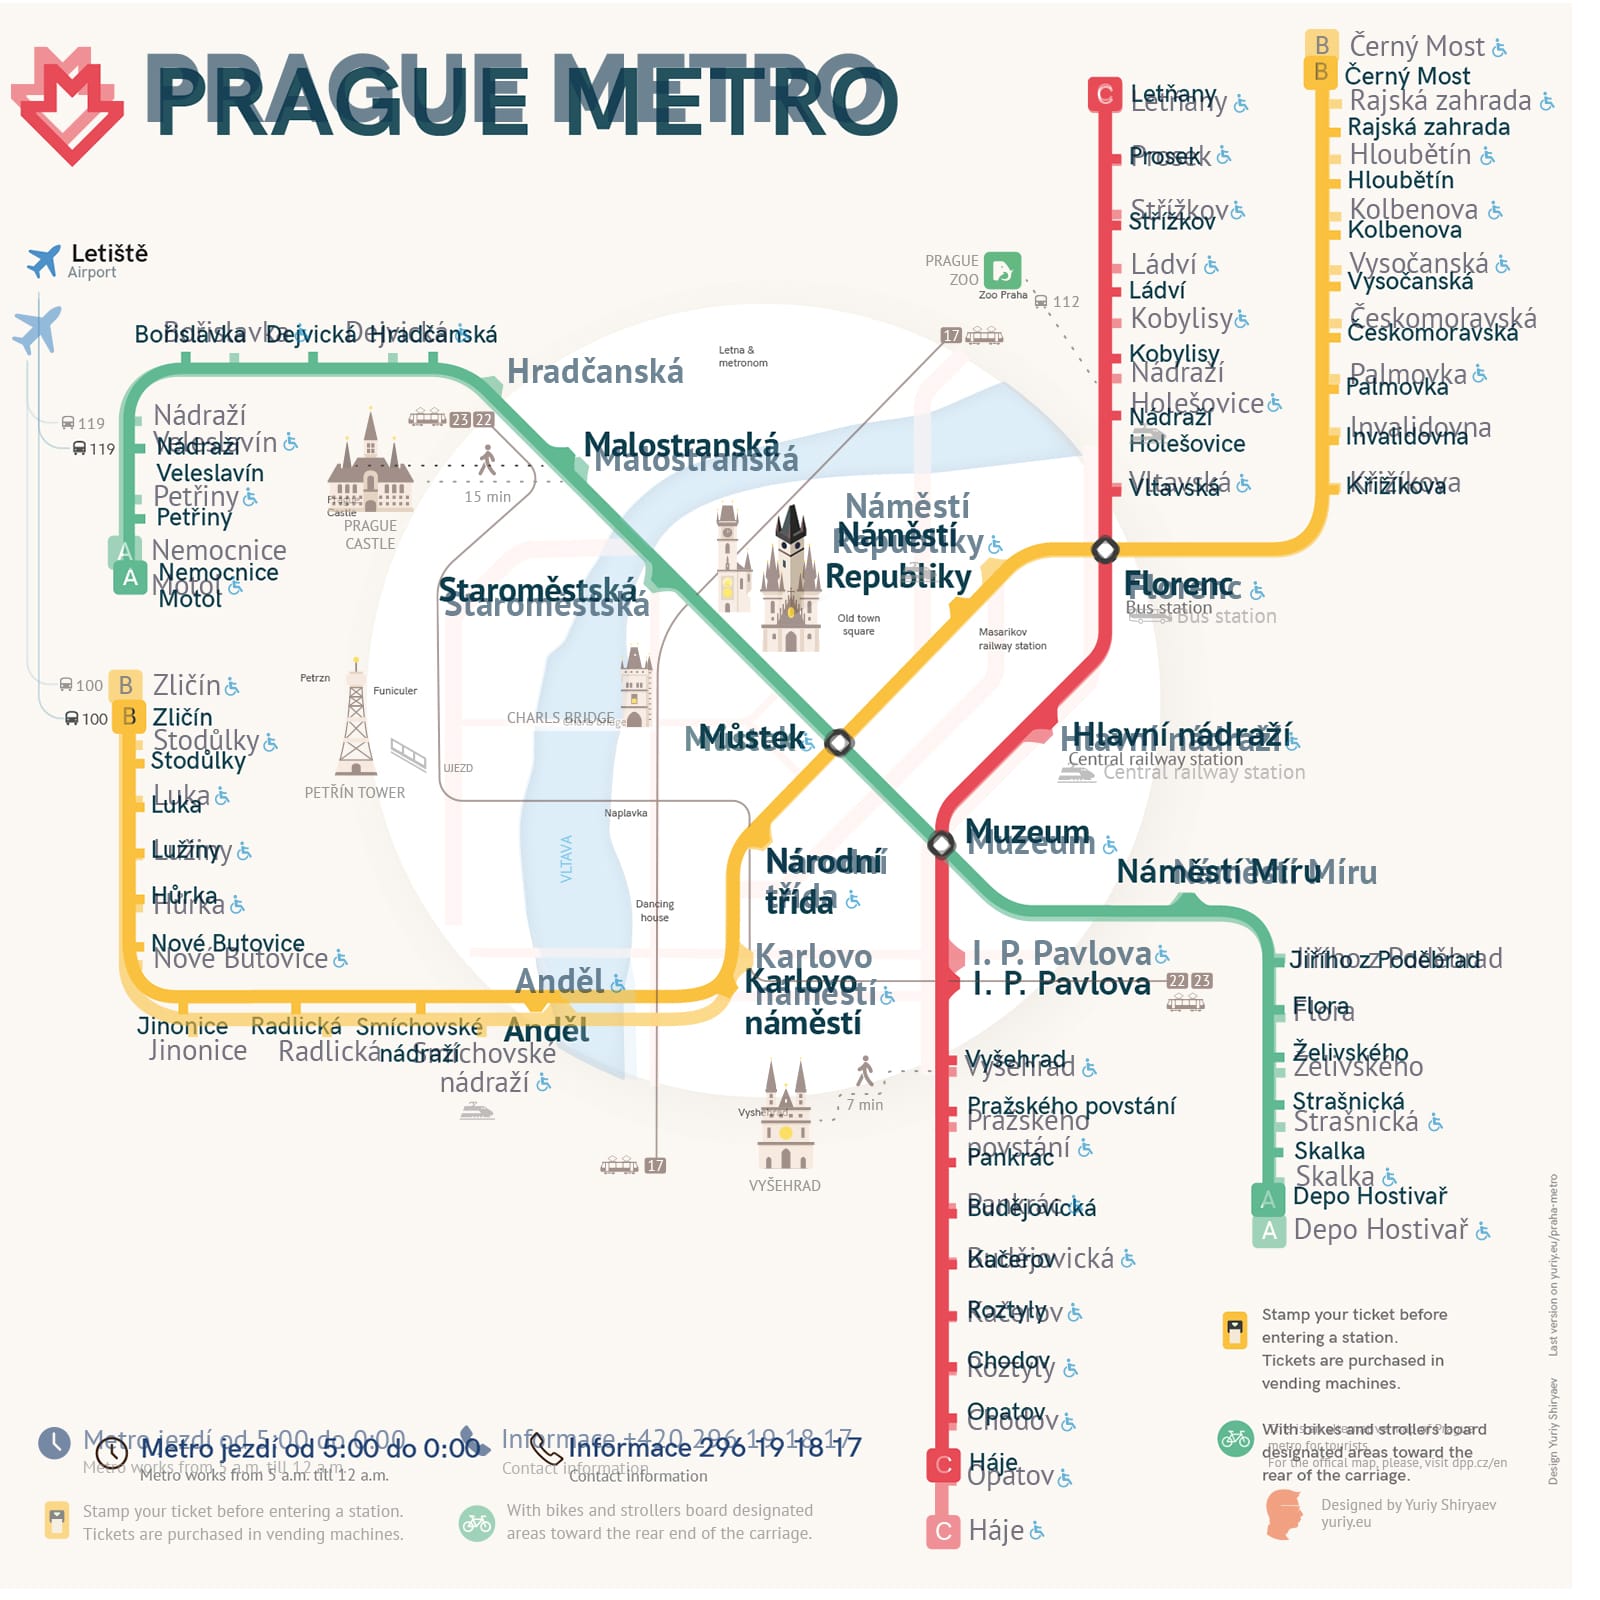 PRAGUE METRO
PRAGUE METRO
Letiště
Airport
119
119
100
100
Bořislavka
Bořislavka
Dejvická
Dejvická
Hradčanská
Hradčanská
Nádraží
Veleslavín
Nádraží
Veleslavín
Petřiny
Petřiny
A
Nemocnice
Motol
A
Nemocnice
Motol
B
Zličín
B
Zličín
Stodůlky
Stodůlky
Luka
Luka
Lužiny
Lužiny
Hůrka
Hůrka
Nové Butovice
Nové Butovice
Jinonice
Radlická
Smíchovské
nádraží
Anděl
Anděl
Jinonice
Radlická
Smíchovské
nádraží
23 22
15 min
Prague
Castle
PRAGUE
CASTLE
Malostranská
Malostranská
Staroměstská
Staroměstská
Letna &
metronom
17
PRAGUE
ZOO
Zoo Praha
112
Náměstí
Republiky
Náměstí
Republiky
Old town
square
Masarikov
railway station
Petrzn
Funiculer
UJEZD
PETŘÍN TOWER
CHARLS BRIDGE
Charls bridge
Můstek
Můstek
Naplavka
VLTAVA
Dancing
house
Národní
třída
Národní
třída
Karlovo
náměstí
Karlovo
náměstí
17
Vyshehrad
VYŠEHRAD
7 min
C
Letňany
Letňany
Prosek
Prosek
Střížkov
Střížkov
Ládví
Ládví
Kobylisy
Kobylisy
Nádraží
Holešovice
Nádraží
Holešovice
Vltavská
Vltavská
Florenc
Florenc
Bus station
Bus station
Hlavní nádraží
Hlavní nádraží
Central railway station
Central railway station
Muzeum
Muzeum
I. P. Pavlova
I. P. Pavlova
22 23
Vyšehrad
Vyšehrad
Pražského povstání
Pražského
povstání
Pankrác
Pankrác
Budějovická
Budějovická
Kačerov
Kačerov
Roztyly
Roztyly
Chodov
Chodov
Opatov
Opatov
C
Háje
C
Háje
B
Černý Most
B
Černý Most
Rajská zahrada
Rajská zahrada
Hloubětín
Hloubětín
Kolbenova
Kolbenova
Vysočanská
Vysočanská
Českomoravská
Českomoravská
Palmovka
Palmovka
Invalidovna
Invalidovna
Křižíkova
Křižíkova
Náměstí Míru
Náměstí Míru
Jiřího z Poděbrad
Jiřího z Poděbrad
Flora
Flora
Želivského
Želivského
Strašnická
Strašnická
Skalka
Skalka
A
Depo Hostivař
A
Depo Hostivař
Stamp your ticket before
entering a station.
Tickets are purchased in
vending machines.
With bikes and strollers board
designated areas toward the
rear of the carriage.
metro for tourists
For the offical map, please, visit dpp.cz/en
Designed by Yuriy Shiryaev
yuriy.eu
Design Yuriy Shiryaev
Last version on yuriy.eu/praha-metro
Metro jezdí od 5:00 do 0:00
Metro works from 5 a.m. till 12 a.m.
Metro jezdí od 5:00 do 0:00
Metro works from 5 a.m. till 12 a.m.
Informace +420 296 19 18 17
Contact information
Informace 296 19 18 17
Contact information
Stamp your ticket before entering a station.
Tickets are purchased in vending machines.
With bikes and strollers board designated
areas toward the rear end of the carriage.